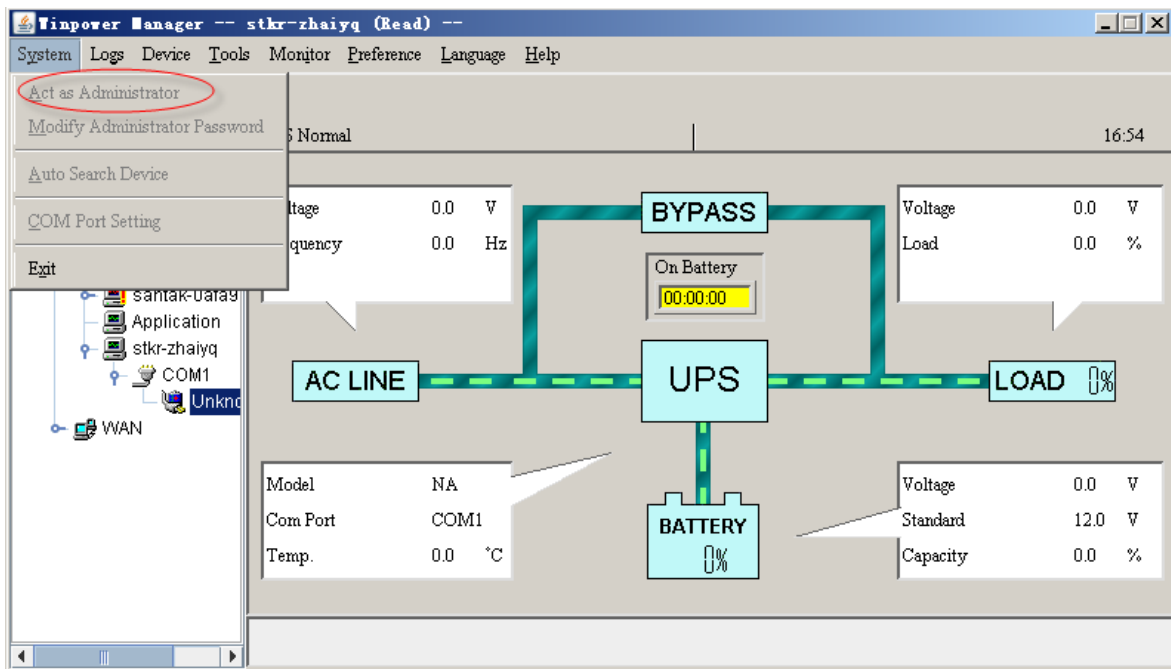 Winpower Manager -- stkr-zhaiyq (Read) --
System Logs Device Tools Monitor Preference Language Help
Act as Administrator
Modify Administrator Password
Auto Search Device
COM Port Setting
Exit
S Normal
16:54
ltage 0.0 V
quency 0.0 Hz
BYPASS
On Battery
00:00:00
Voltage 0.0 V
Load 0.0 %
santak-0afa9
Application
stkr-zhaiyq
COM1
Unkno
WAN
AC LINE
UPS
LOAD 0%
Model NA
Com Port COM1
Temp. 0.0 °C
BATTERY
0%
Voltage 0.0 V
Standard 12.0 V
Capacity 0.0 %